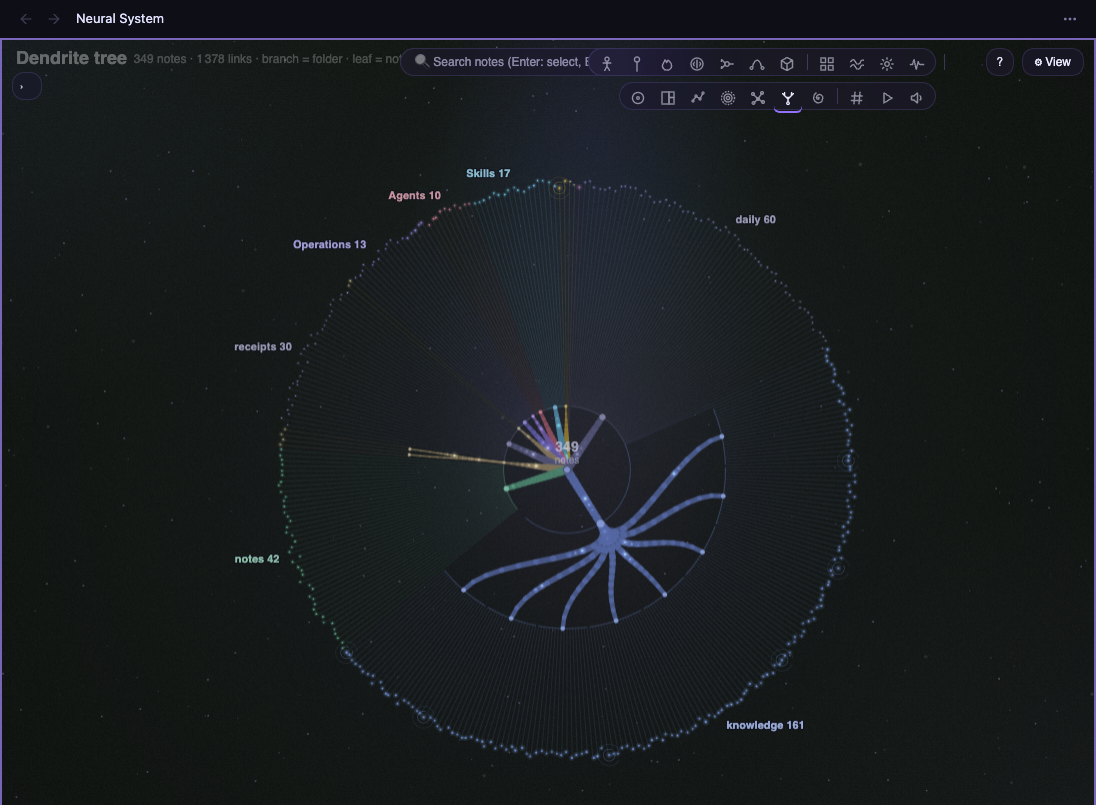 Neural System
Dendrite tree 349 notes · 1 378 links · branch = folder · leaf = not
Search notes (Enter: select, E
?
View
Skills 17
Agents 10
daily 60
Operations 13
receipts 30
349
notes
notes 42
knowledge 161